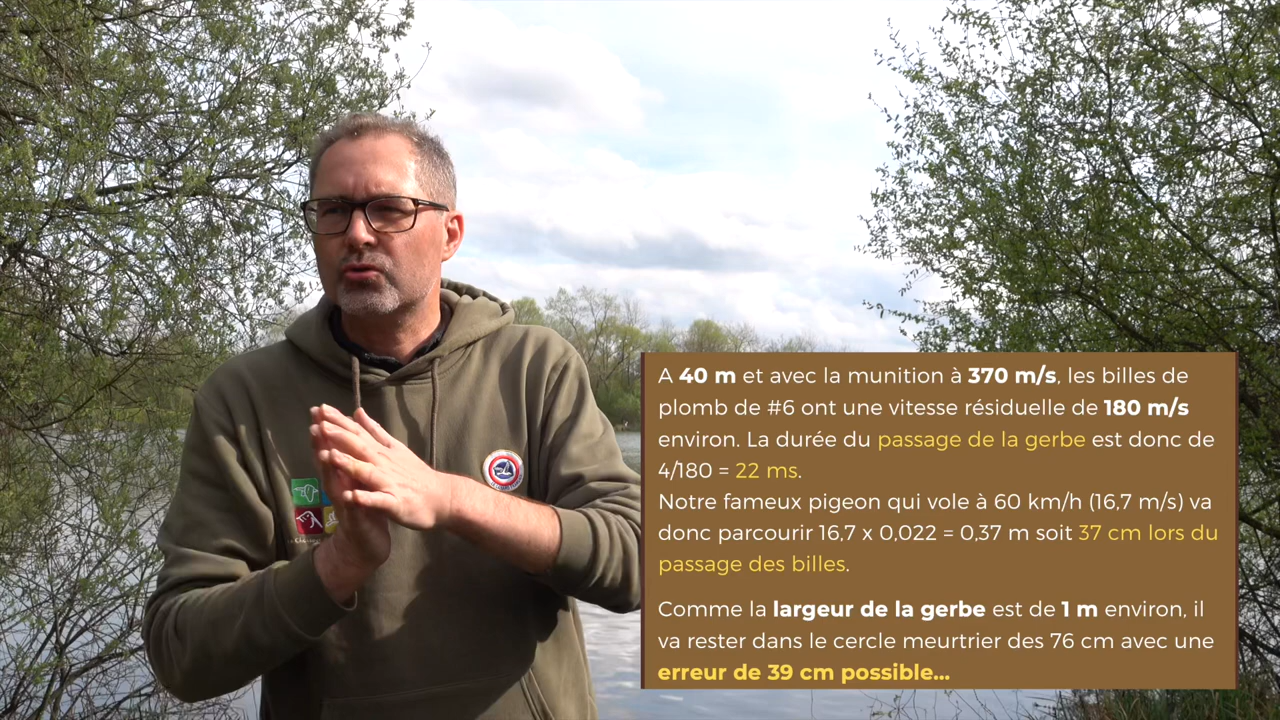 A 40 m et avec la munition à 370 m/s, les billes de
plomb de #6 ont une vitesse résiduelle de 180 m/s
environ. La durée du passage de la gerbe est donc de
4/180 = 22 ms.
Notre fameux pigeon qui vole à 60 km/h (16,7 m/s) va
donc parcourir 16,7 x 0,022 = 0,37 m soit 37 cm lors du
passage des billes.
Comme la largeur de la gerbe est de 1 m environ, il
va rester dans le cercle meurtrier des 76 cm avec une
erreur de 39 cm possible...